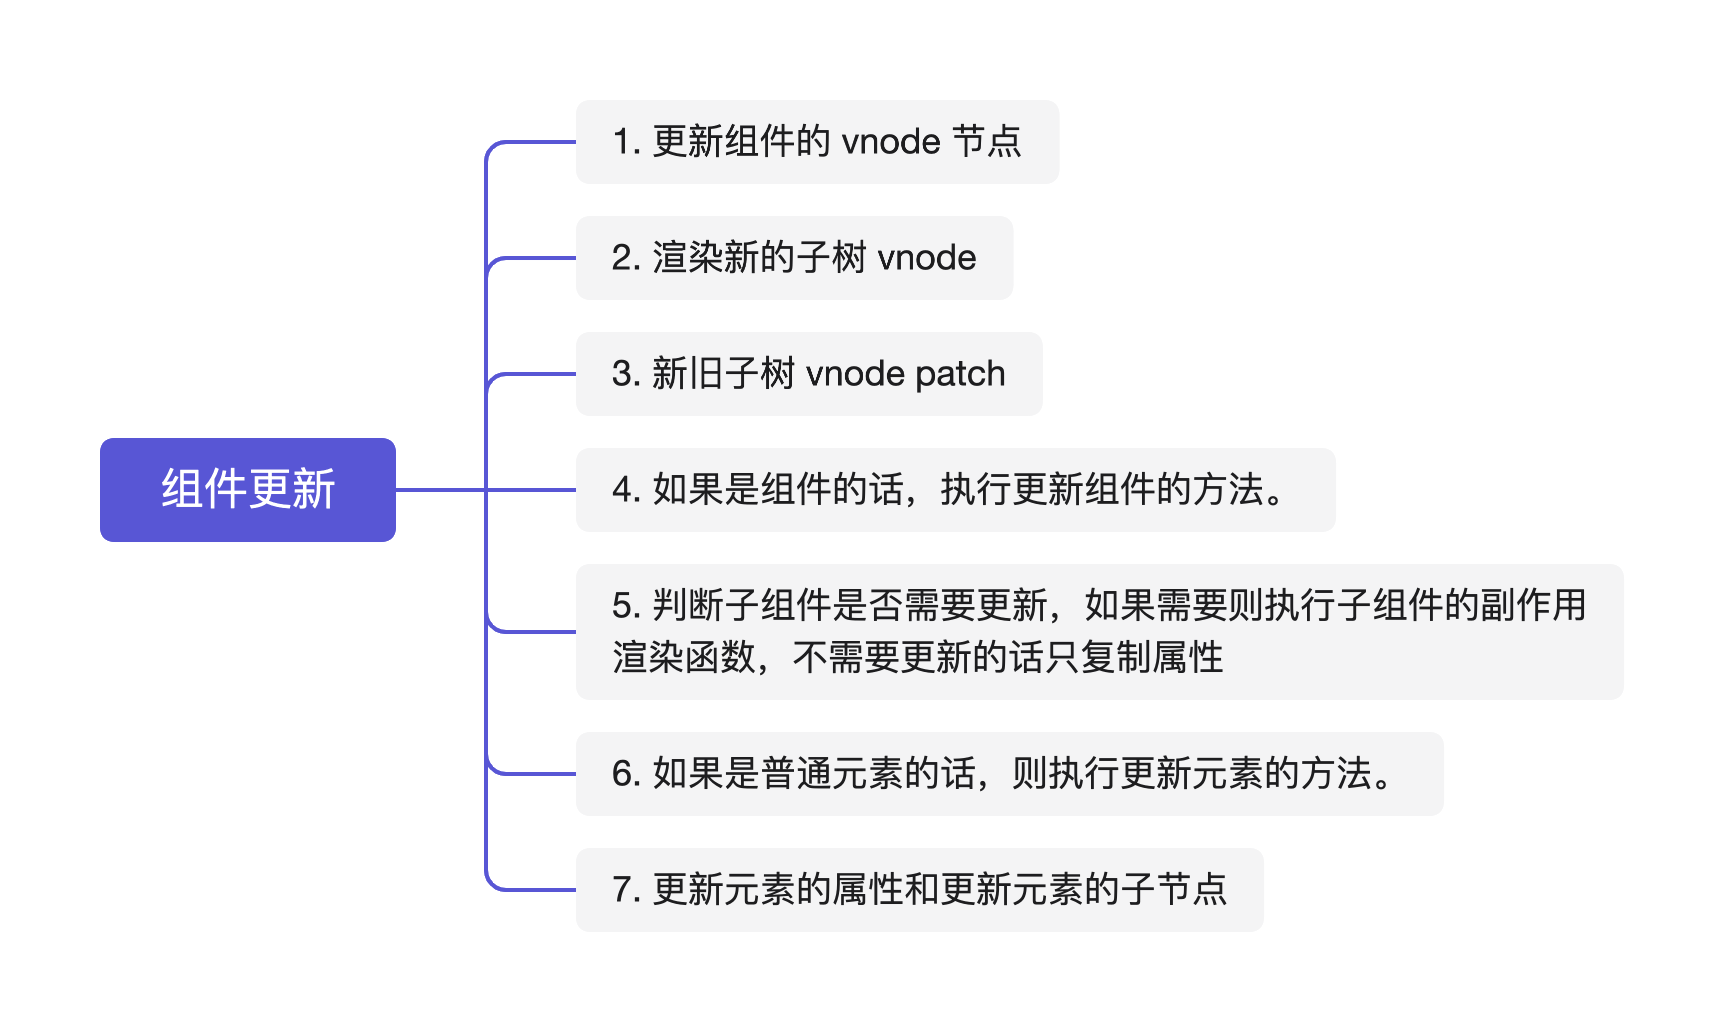 组件更新
1. 更新组件的 vnode 节点
2. 渲染新的子树 vnode
3. 新旧子树 vnode patch
4. 如果是组件的话，执行更新组件的方法。
5. 判断子组件是否需要更新，如果需要则执行子组件的副作用
渲染函数，不需要更新的话只复制属性
6. 如果是普通元素的话，则执行更新元素的方法。
7. 更新元素的属性和更新元素的子节点